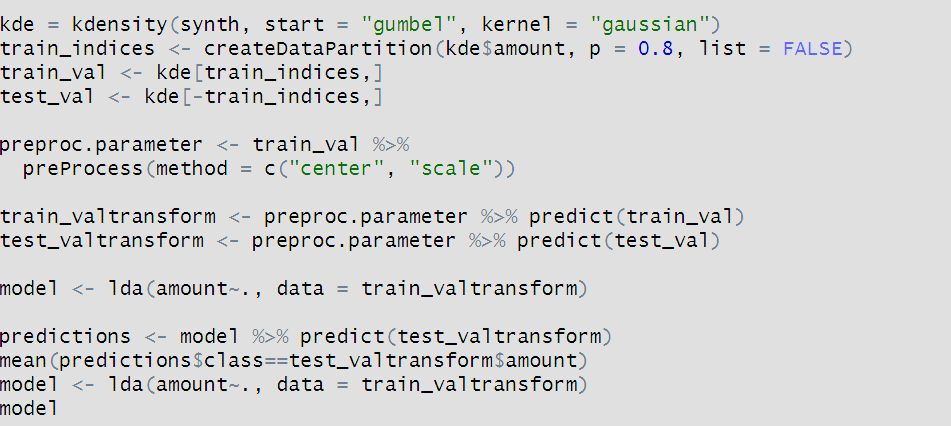 kde = kdensity(synth, start = "gumbel", kernel = "gaussian")
train_indices <- createDataPartition(kde$amount, p = 0.8, list = FALSE)
train_val <- kde[train_indices,]
test_val <- kde[-train_indices,]
preproc.parameter <- train_val %>%
  preProcess(method = c("center", "scale"))
train_valtransform <- preproc.parameter %>% predict(train_val)
test_valtransform <- preproc.parameter %>% predict(test_val)
model <- lda(amount~., data = train_valtransform)
predictions <- model %>% predict(test_valtransform)
mean(predictions$class==test_valtransform$amount)
model <- lda(amount~., data = train_valtransform)
model